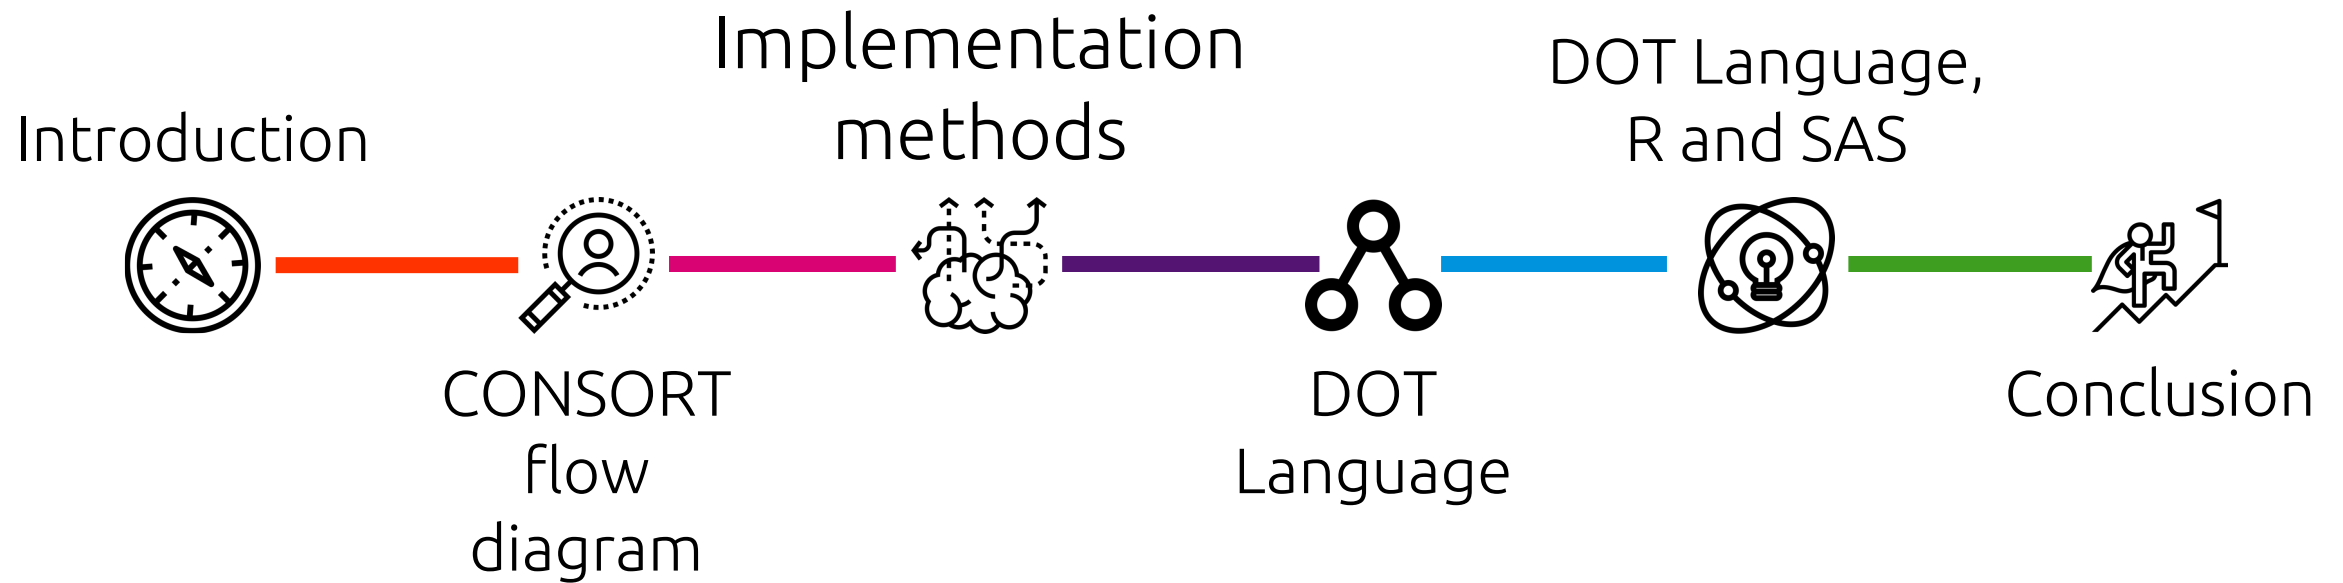 Introduction
CONSORT
flow
diagram
Implementation
methods
DOT
Language
DOT Language,
R and SAS
Conclusion